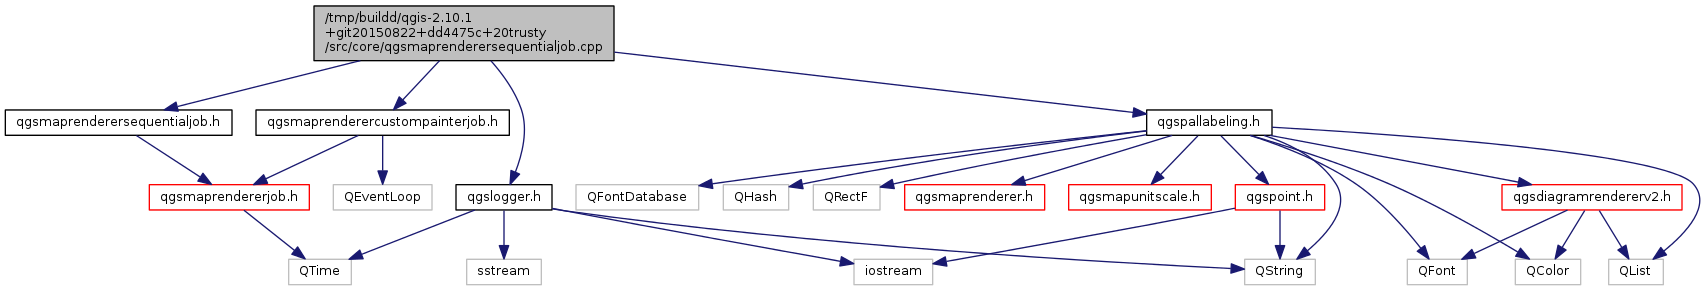 /tmp/buildd/qgis-2.10.1
+git20150822+dd4475c+20trusty
/src/core/qgsmaprenderersequentialjob.cpp
qgsmaprenderersequentialjob.h
qgsmaprenderercustompainterjob.h
qgspallabeling.h
qgsmaprendererjob.h
QEventLoop
qgslogger.h
QFontDatabase
QHash
QRectF
qgsmaprenderer.h
qgsmapunitscale.h
qgspoint.h
qgsdiagramrendererv2.h
QTime
sstream
iostream
QString
QFont
QColor
QList